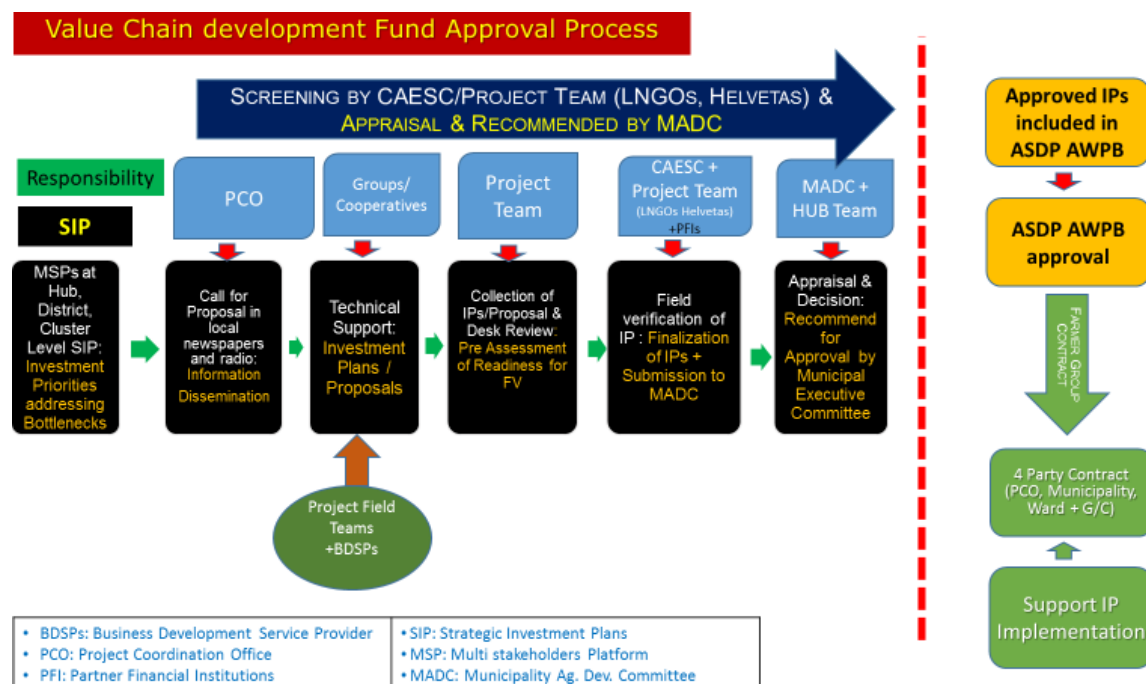 Value Chain development Fund Approval Process
SCREENING BY CAESC/PROJECT TEAM (LNGOS, HELVETAS) &
APPRAISAL & RECOMMENDED BY MADC
Responsibility
SIP
PCO
Groups/
Cooperatives
Project
Team
CAESC +
Project Team
(LNGOs Helvetas)
+PFIs
MADC +
HUB Team
MSPs at
Hub,
District,
Cluster
Level SIP:
Investment
Priorities
addressing
Bottlenecks
Call for
Proposal in
local
newspapers
and radio:
Information
Dissemination
Technical
Support:
Investment
Plans /
Proposals
Collection of
IPs/Proposal &
Desk Review:
Pre Assessment
of Readiness for
FV
Field
verification of
IP : Finalization
of IPs +
Submission to
MADC
Appraisal &
Decision:
Recommend
for
Approval by
Municipal
Executive
Committee
Project Field
Teams
+BDSPs
Approved IPs
included in
ASDP AWPB
ASDP AWPB
approval
FARMER GROUP
CONTRACT
4 Party Contract
(PCO, Municipality,
Ward + G/C)
Support IP
Implementation
• BDSPs: Business Development Service Provider
• PCO: Project Coordination Office
• PFI: Partner Financial Institutions
• SIP: Strategic Investment Plans
• MSP: Multi stakeholders Platform
• MADC: Municipality Ag. Dev. Committee